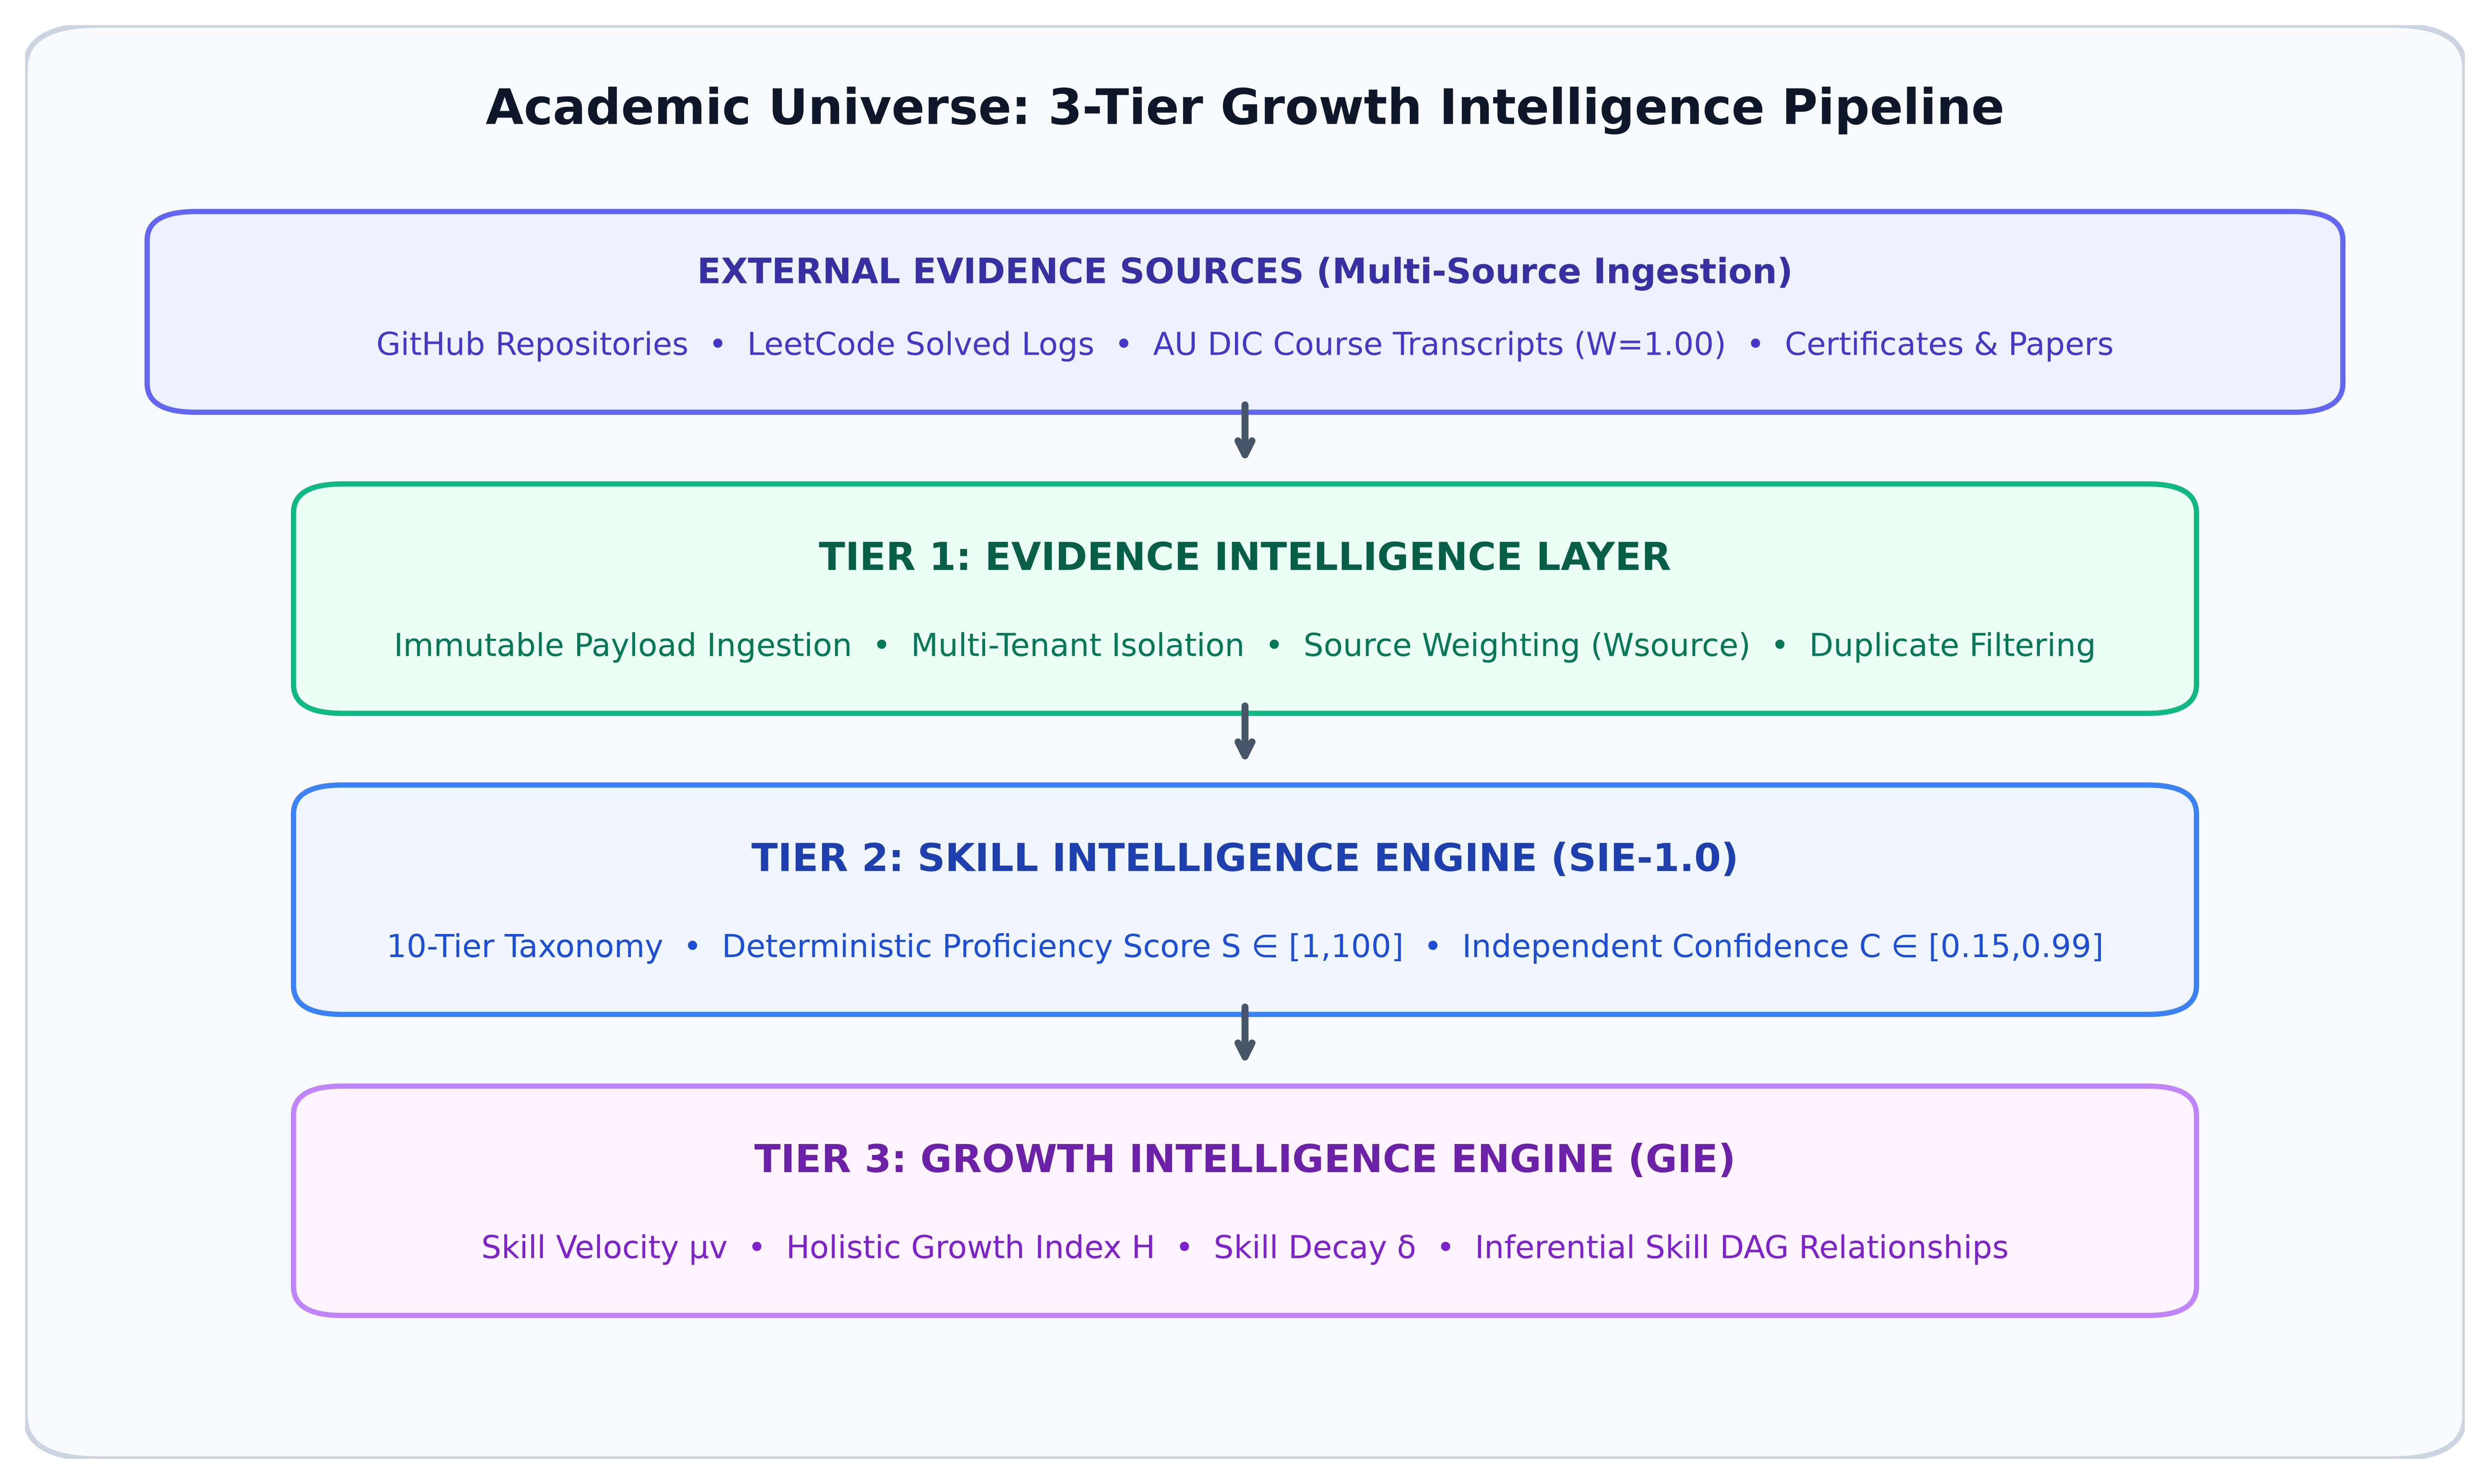 Academic Universe: 3-Tier Growth Intelligence Pipeline
EXTERNAL EVIDENCE SOURCES (Multi-Source Ingestion)
GitHub Repositories • LeetCode Solved Logs • AU DIC Course Transcripts (W=1.00) • Certificates & Papers
TIER 1: EVIDENCE INTELLIGENCE LAYER
Immutable Payload Ingestion • Multi-Tenant Isolation • Source Weighting (Wsource) • Duplicate Filtering
TIER 2: SKILL INTELLIGENCE ENGINE (SIE-1.0)
10-Tier Taxonomy • Deterministic Proficiency Score S ∈ [1,100] • Independent Confidence C ∈ [0.15,0.99]
TIER 3: GROWTH INTELLIGENCE ENGINE (GIE)
Skill Velocity μv • Holistic Growth Index H • Skill Decay δ • Inferential Skill DAG Relationships